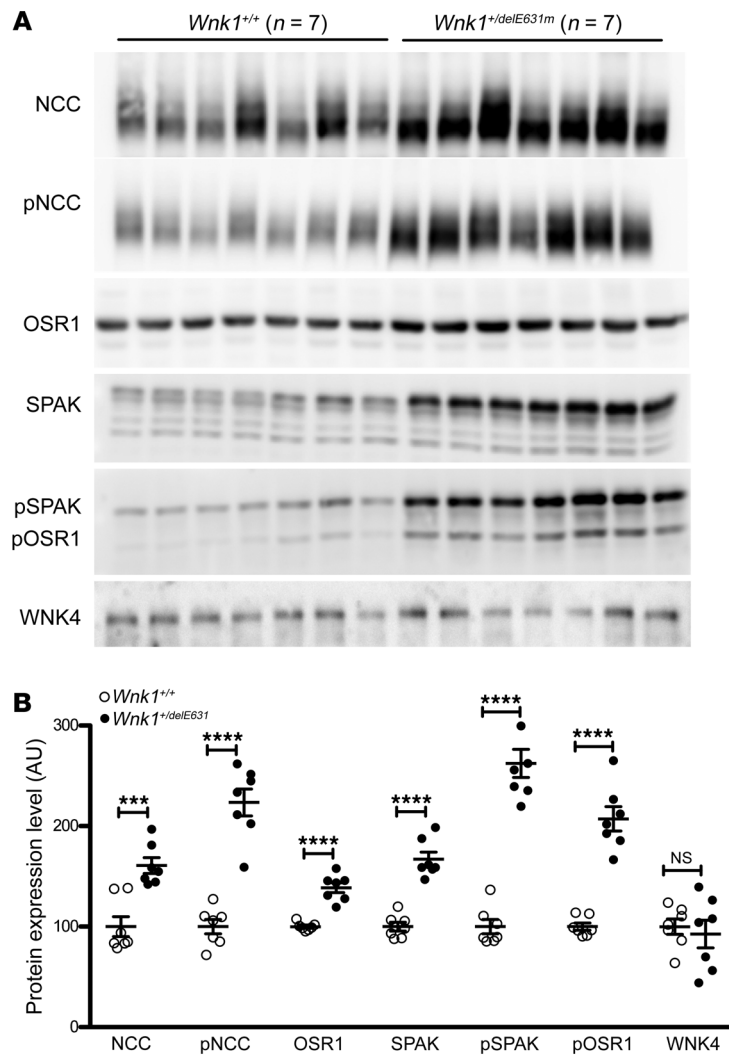 A
Wnk1+/+ (n = 7) Wnk1+/delE631m (n = 7)
NCC
pNCC
OSR1
SPAK
pSPAK
pOSR1
WNK4
B
Wnk1+/+
Wnk1+/delE631
Protein expression level (AU)
300
200
100
0
***
****
****
****
****
****
NS
NCC pNCC OSR1 SPAK pSPAK pOSR1 WNK4